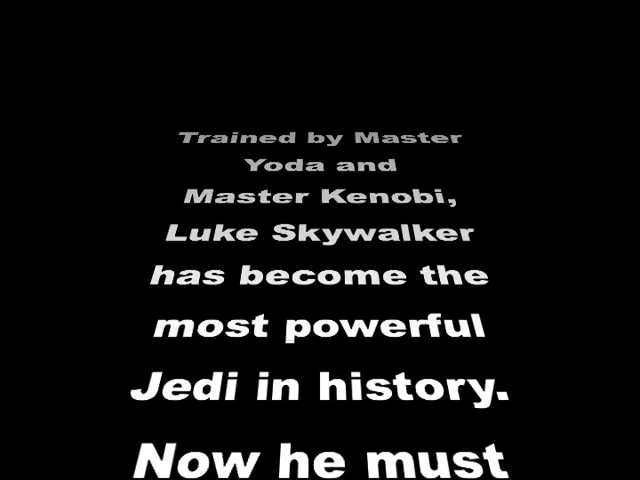 Trained by Master
Yoda and
Master Kenobi,
Luke Skywalker
has become the
most powerful
Jedi in history.
Now he must